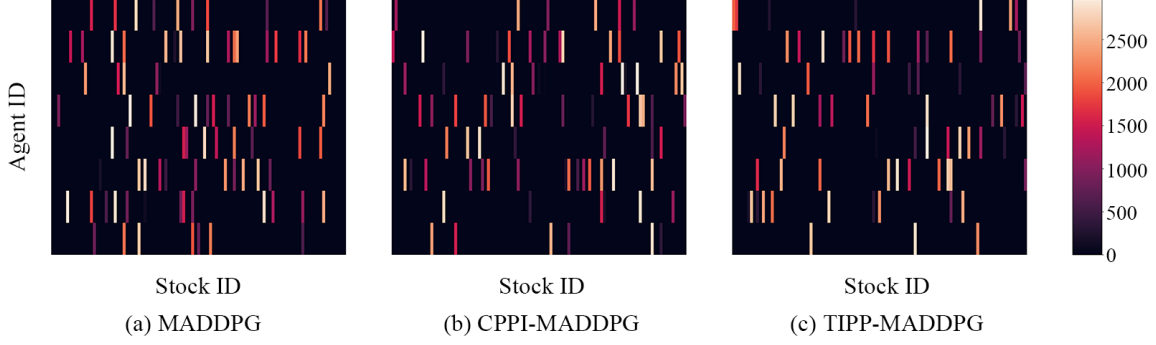 Agent ID
Stock ID
Stock ID
Stock ID
2500
2000
1500
1000
500
0
(a) MADDPG
(b) CPPI-MADDPG
(c) TIPP-MADDPG